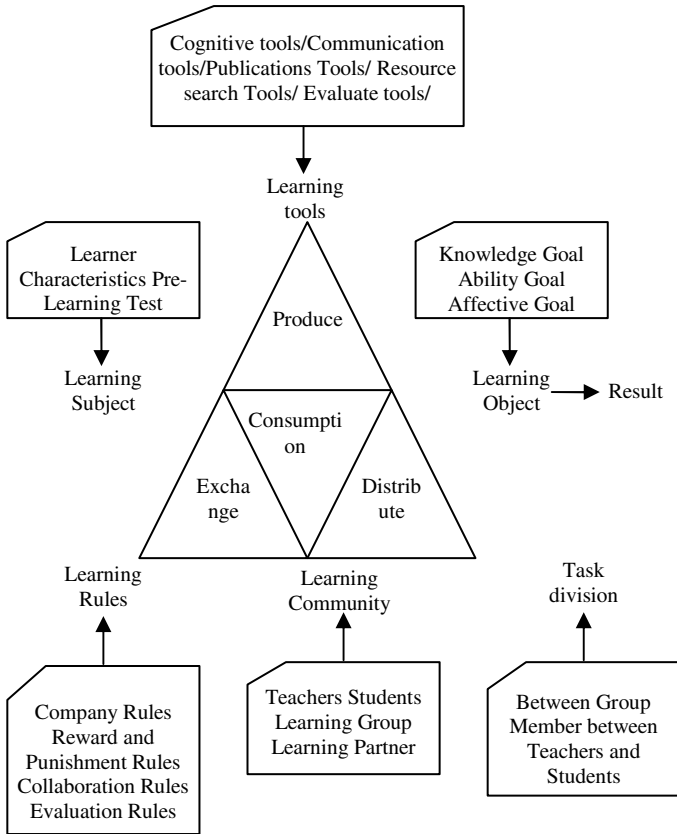 Cognitive tools/Communication
tools/Publications Tools/ Resource
search Tools/ Evaluate tools/
Learning
tools
Learner
Characteristics Pre-
Learning Test
Knowledge Goal
Ability Goal
Affective Goal
Produce
Learning
Subject
Learning
Object
Result
Consumpti
on
Excha
nge
Distrib
ute
Learning
Rules
Learning
Community
Task
division
Company Rules
Reward and
Punishment Rules
Collaboration Rules
Evaluation Rules
Teachers Students
Learning Group
Learning Partner
Between Group
Member between
Teachers and
Students